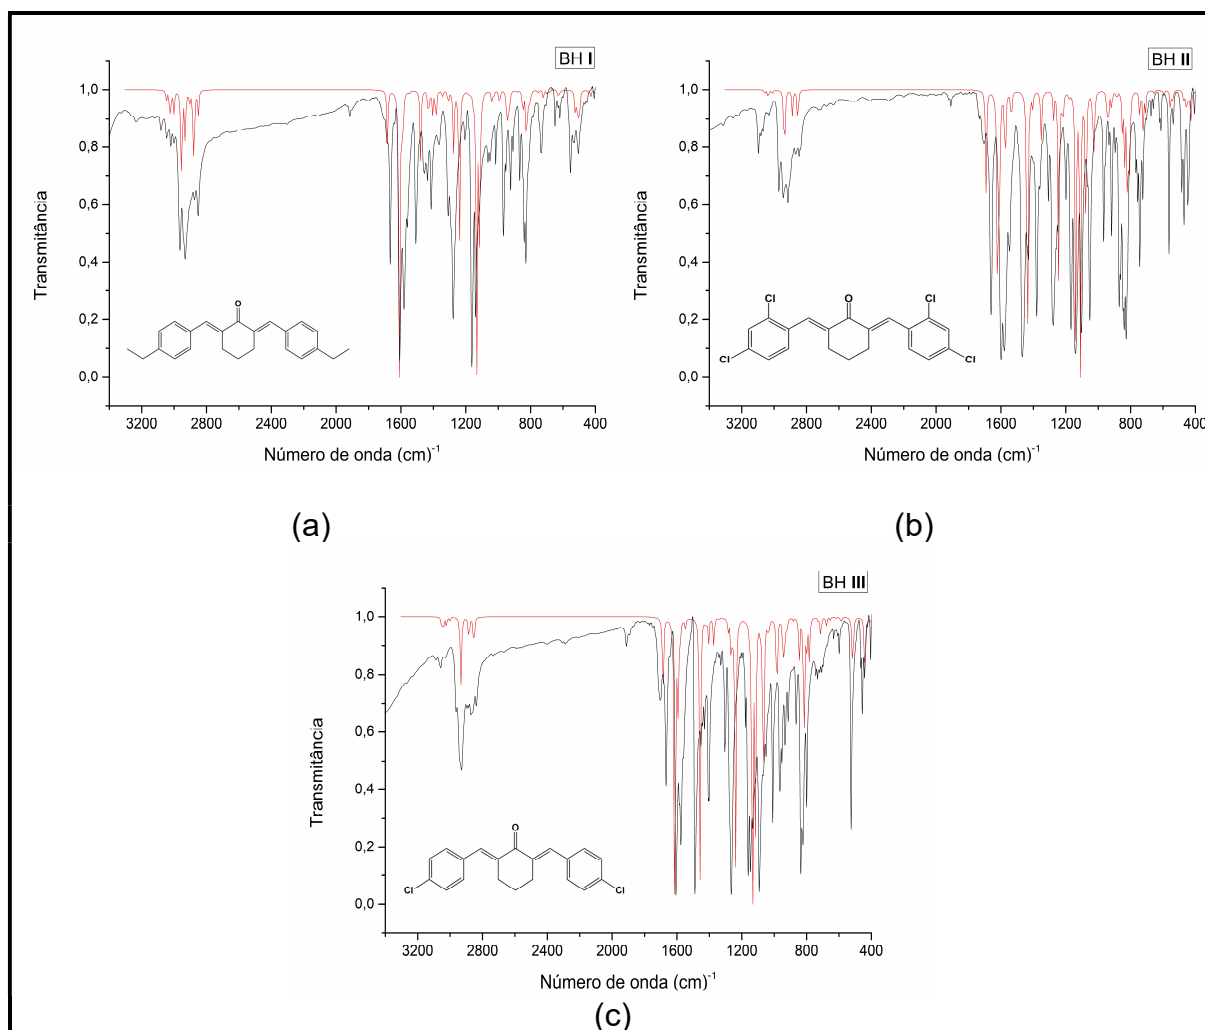 BH I
1,0
0,8
0,6
0,4
0,2
0,0
Transmitância
O
3200 2800 2400 2000 1600 1200 800 400
Número de onda (cm)-1
(a)
BH II
1,0
0,8
0,6
0,4
0,2
0,0
Transmitância
Cl O Cl
Cl Cl
3200 2800 2400 2000 1600 1200 800 400
Número de onda (cm)-1
(b)
BH III
1,0
0,8
0,6
0,4
0,2
0,0
Transmitância
O
Cl Cl
3200 2800 2400 2000 1600 1200 800 400
Número de onda (cm)-1
(c)